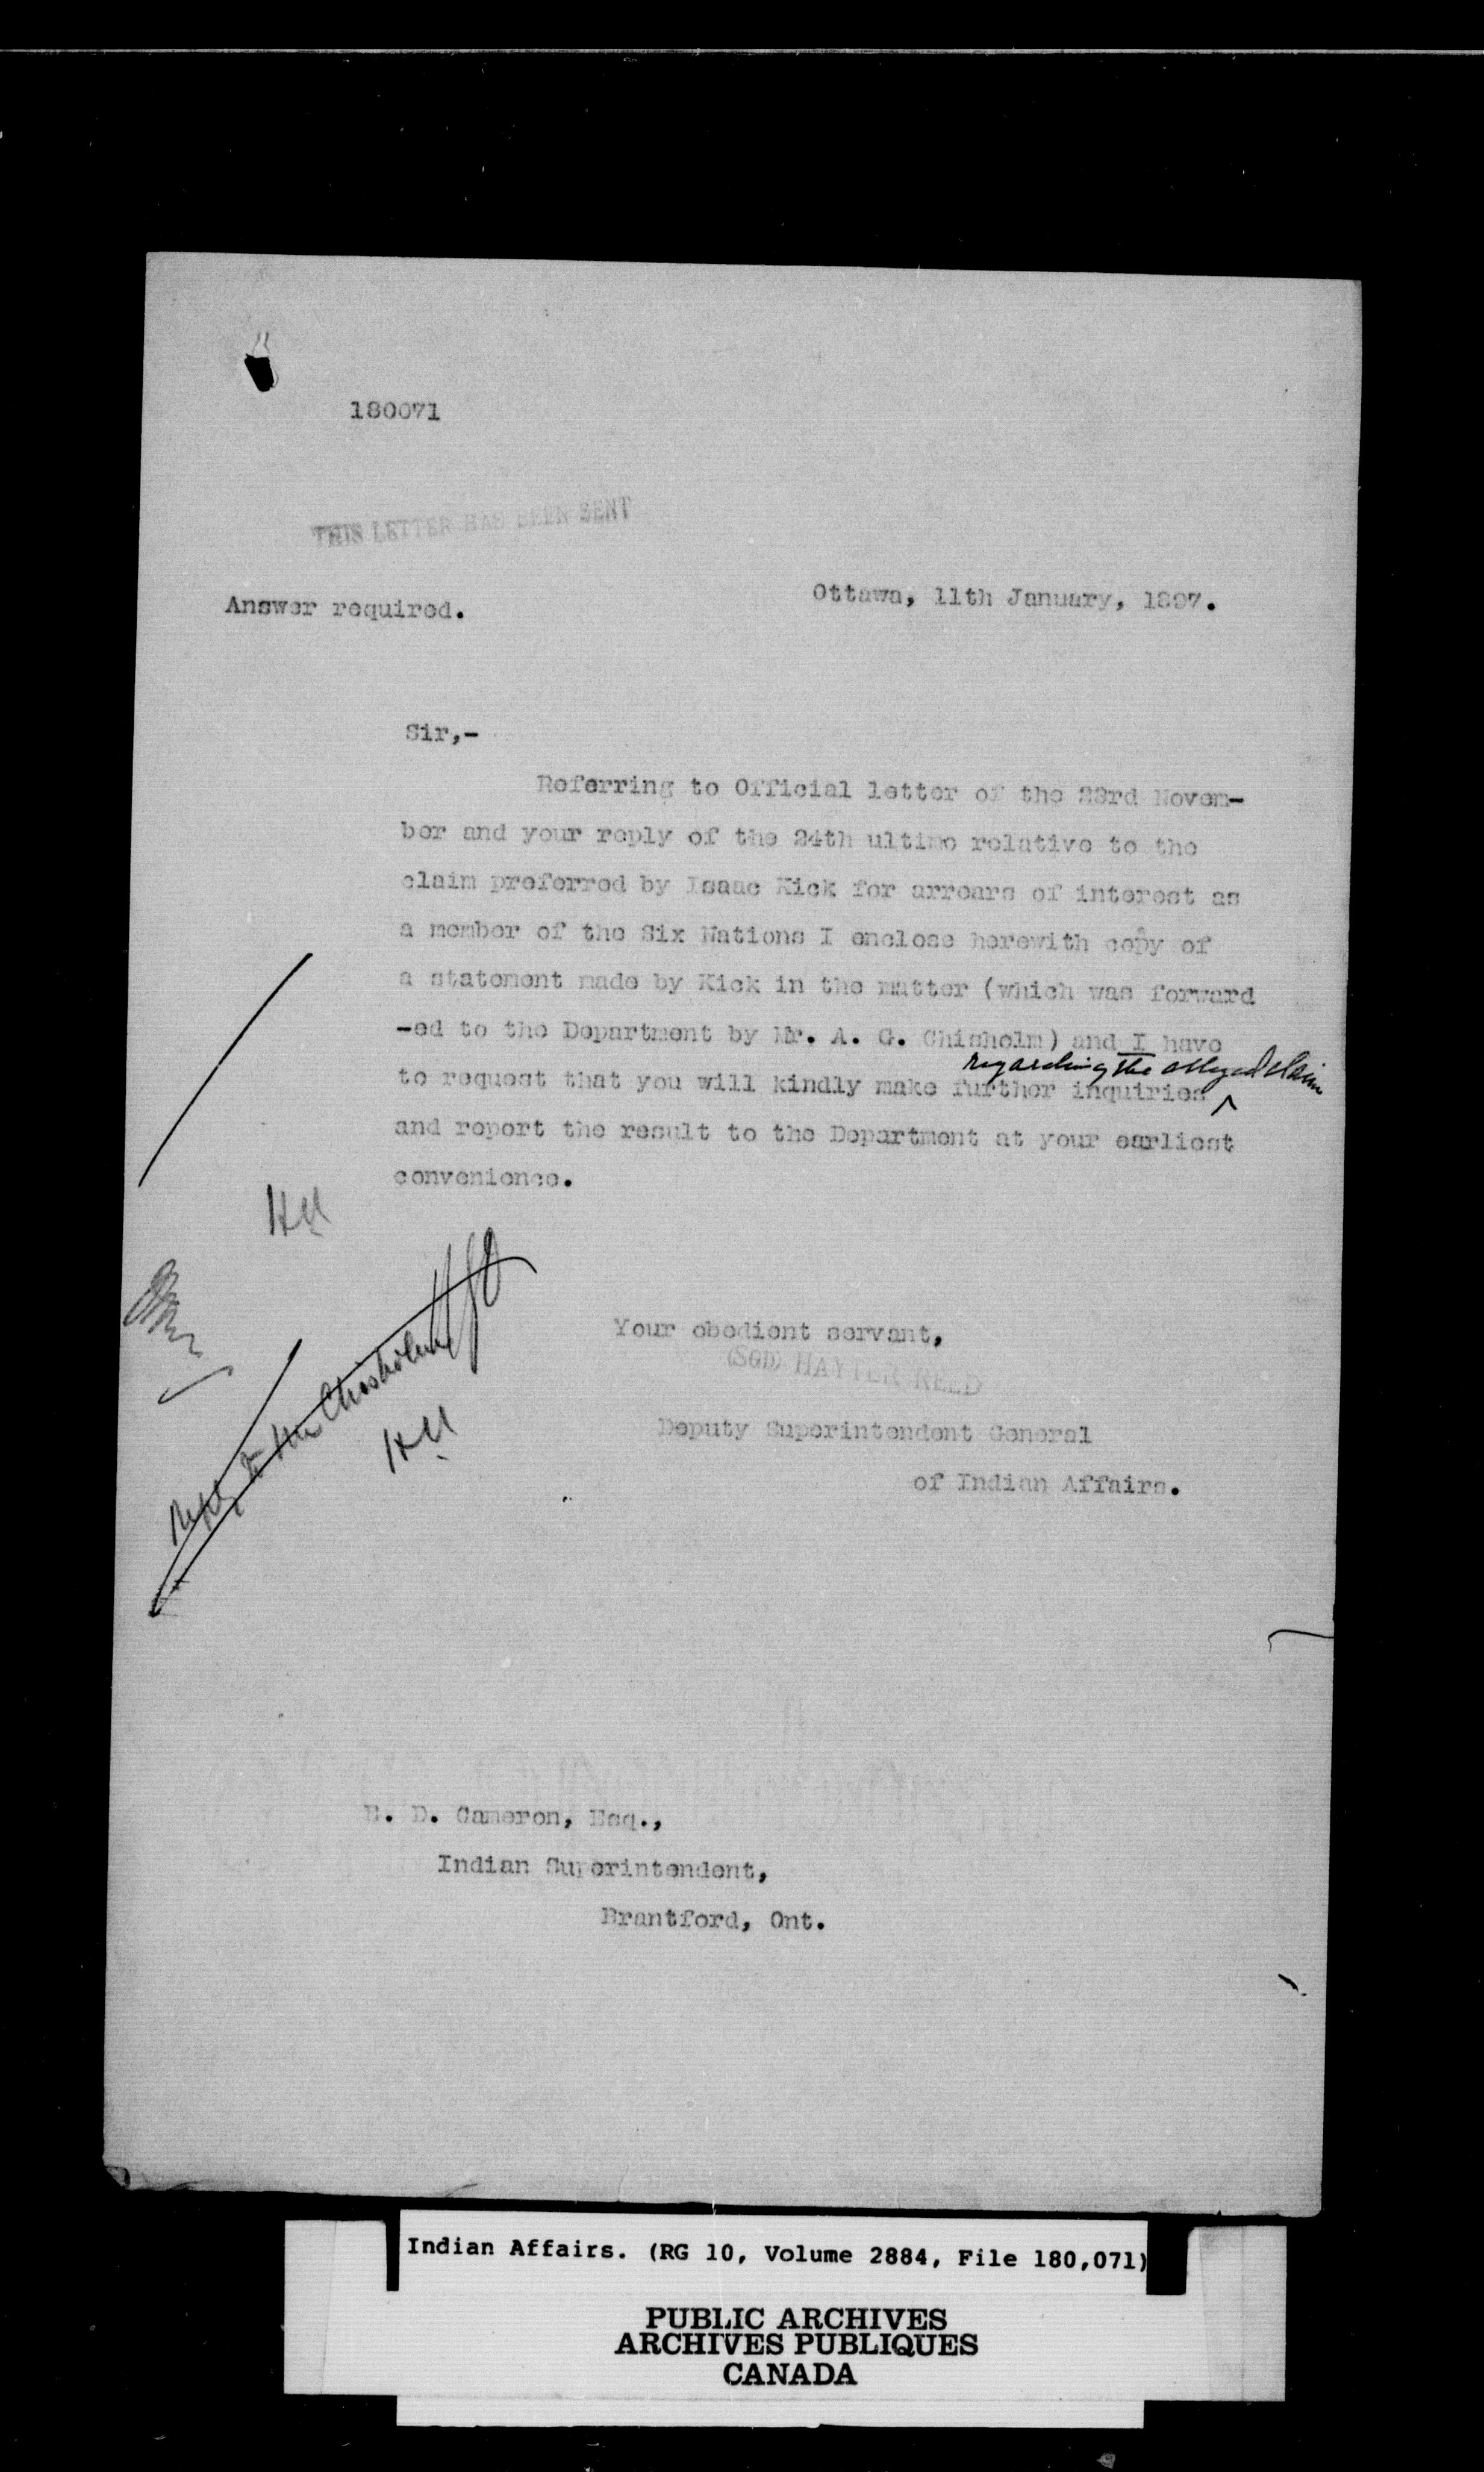 180071
THIS LETTER HAS BEEN SENT
Answer required.
Ottawa, 11th January, 1897.
Sir,-
Referring to Official letter of the 23rd Novem-
ber and your reply of the 24th ultimo relative to the
claim preferred by Isaac Kick for arrears of interest as
a member of the Six Nations I enclose herewith copy of
a statement made by Kick in the matter (which was forward
-ed to the Department by Mr. A. G. Chisholm) and I have
regarding the alleged claim
to request that you will kindly make further inquiries ^
and report the result to the Department at your earliest
convenience.
Your obedient servant,
(SGD) HAYTER REED
Deputy Superintendent General
of Indian Affairs.
Reply to Mr Chisholm
E. D. Cameron, Esq.,
Indian Superintendent,
Brantford, Ont.
Indian Affairs. (RG 10, Volume 2884, File 180,071)
PUBLIC ARCHIVES
ARCHIVES PUBLIQUES
CANADA